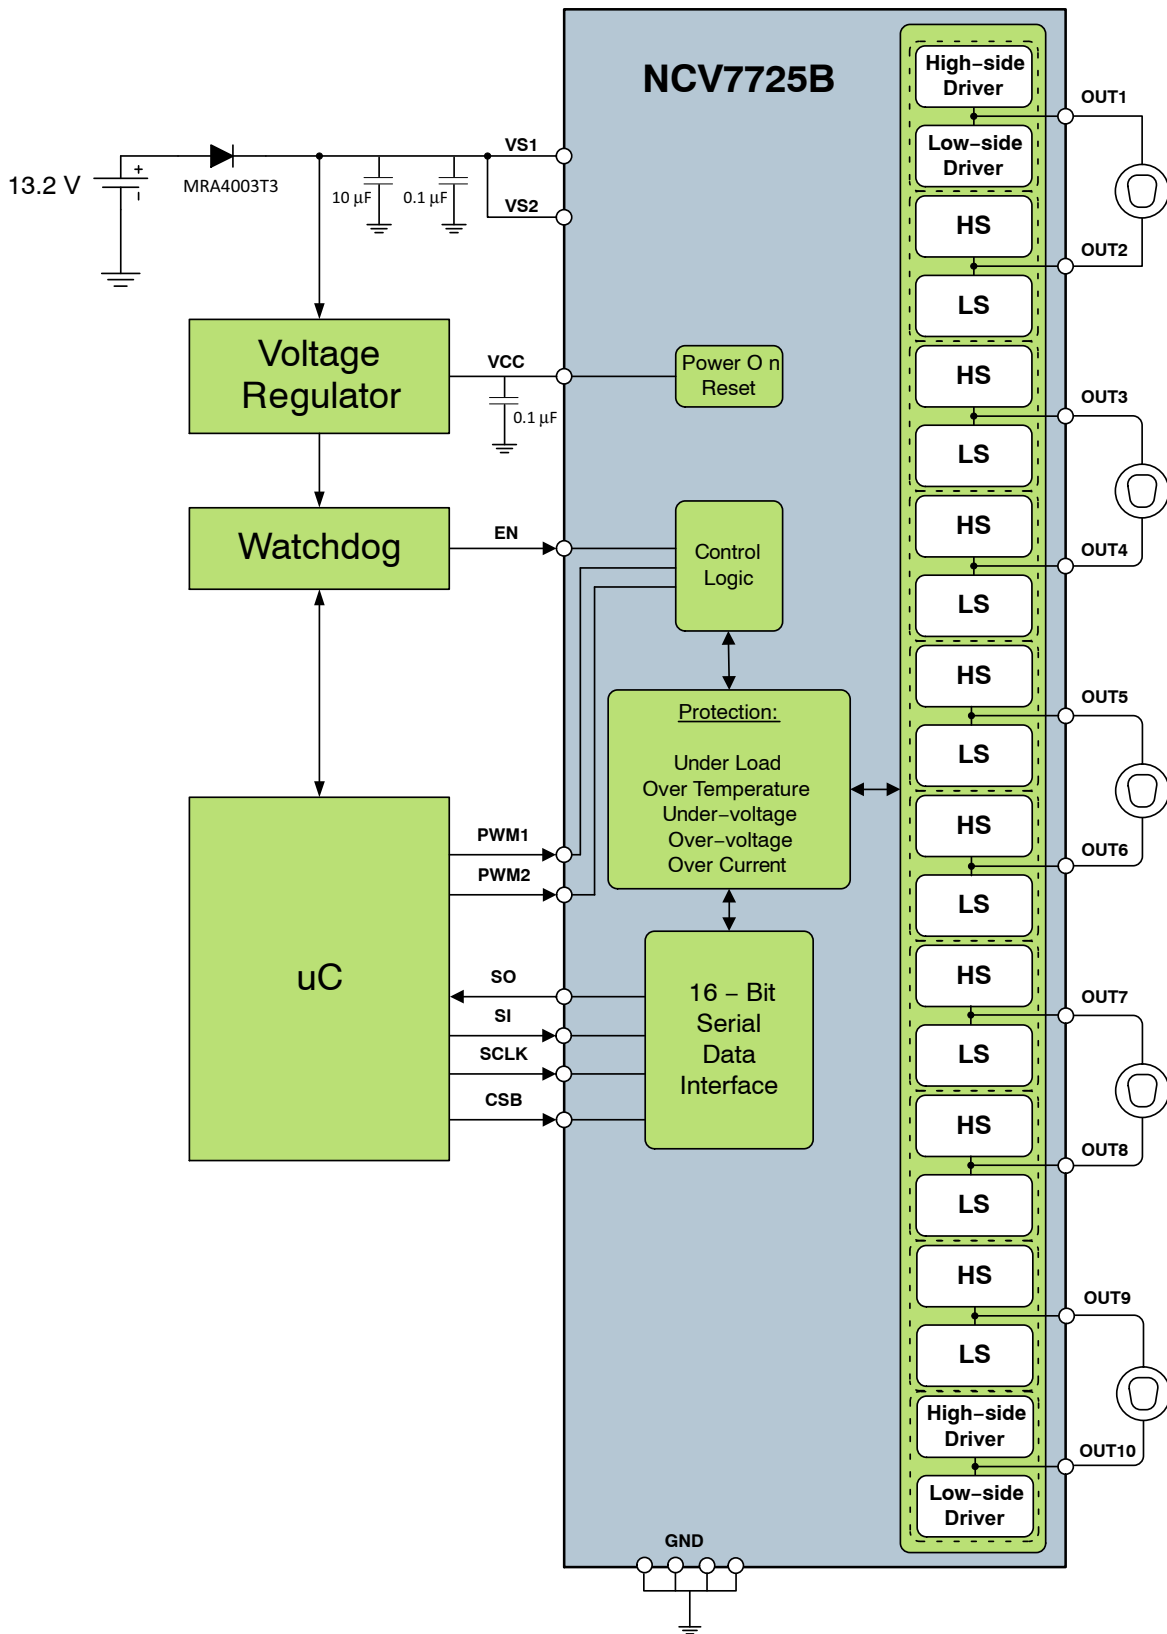 NCV7725B
High-side
Driver
OUT1
VS1
Low-side
Driver
13.2 V
+
-
MRA4003T3
10 µF
0.1 µF
VS2
HS
OUT2
LS
Voltage
Regulator
VCC
0.1 µF
Power O n
Reset
HS
OUT3
LS
Watchdog
EN
Control
Logic
HS
OUT4
LS
HS
OUT5
LS
Protection:
Under Load
Over Temperature
Under-voltage
Over-voltage
Over Current
HS
OUT6
LS
uC
PWM1
PWM2
SO
SI
SCLK
CSB
16 – Bit
Serial
Data
Interface
HS
OUT7
LS
HS
OUT8
LS
HS
OUT9
LS
High-side
Driver
OUT10
Low-side
Driver
GND